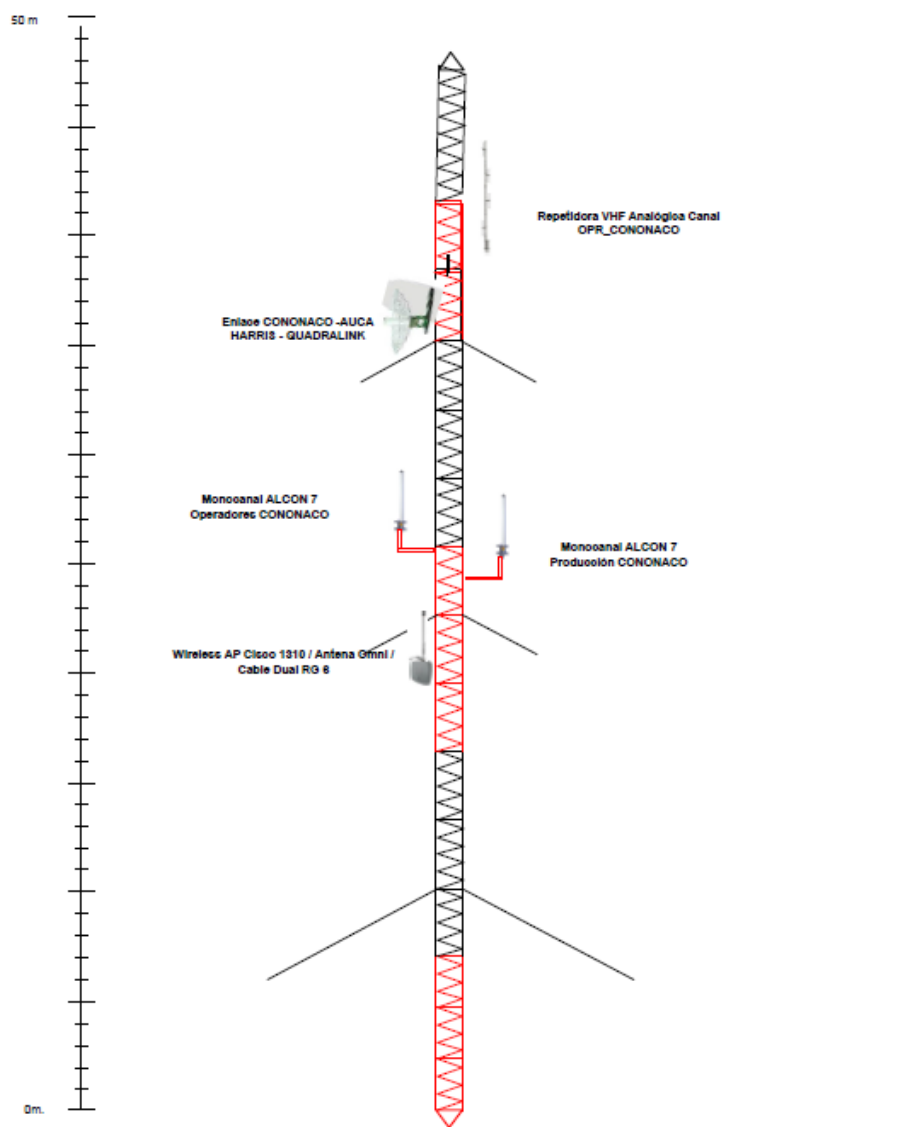 50 m
Repetidora VHF Analógica Canal
OPR_CONONACO
Enlace CONONACO -AUCA
HARRIS - QUADRALINK
Monocanal ALCON 7
Operadores CONONACO
Monocanal ALCON 7
Producción CONONACO
Wireless AP Cisco 1310 / Antena Omni /
Cable Dual RG 6
0m.